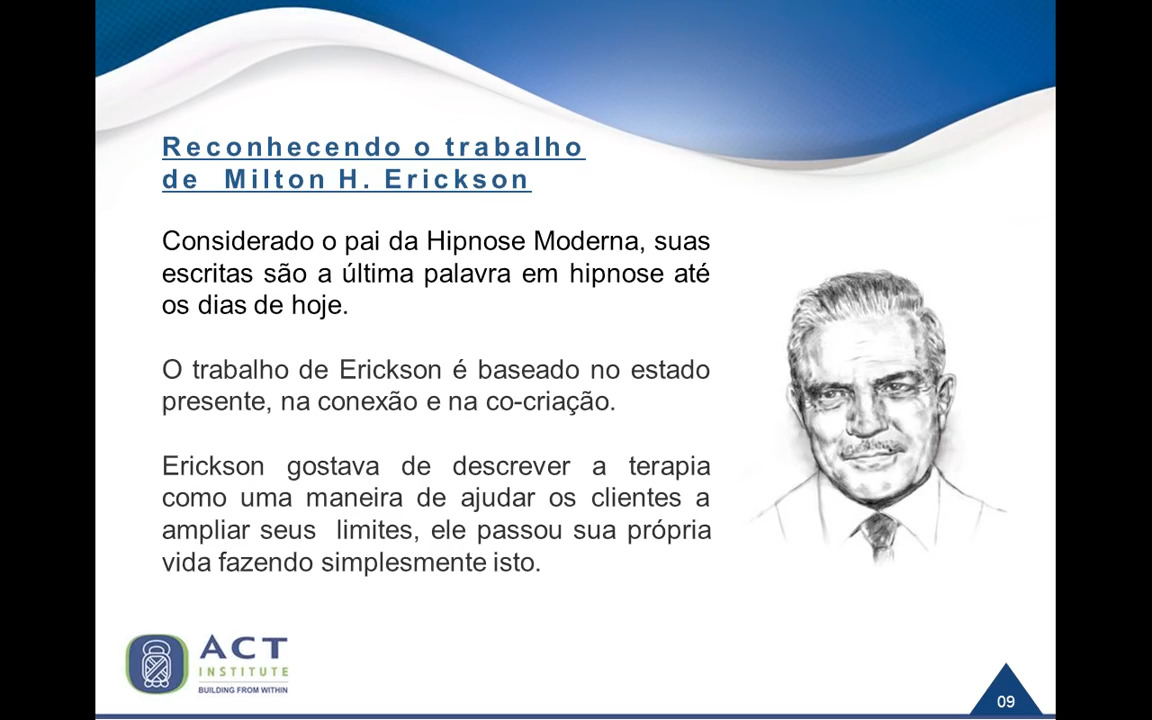 Reconhecendo o trabalho
de Milton H. Erickson
Considerado o pai da Hipnose Moderna, suas
escritas são a última palavra em hipnose até
os dias de hoje.
O trabalho de Erickson é baseado no estado
presente, na conexão e na co-criação.
Erickson gostava de descrever a terapia
como uma maneira de ajudar os clientes a
ampliar seus limites, ele passou sua própria
vida fazendo simplesmente isto.
ACT
INSTITUTE
BUILDING FROM WITHIN
09